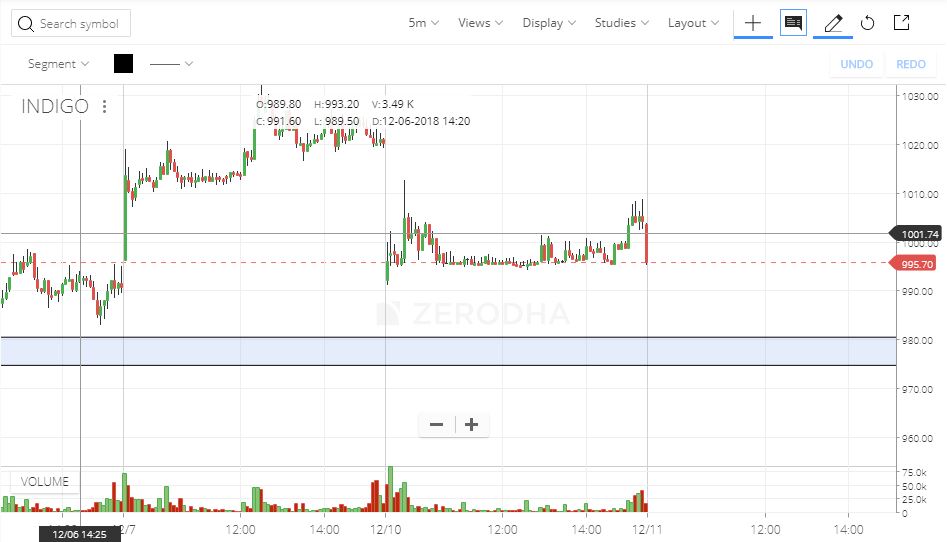 Search symbol 5m Views Display Studies Layout
Segment UNDO REDO
INDIGO
O:989.80 H:993.20 V:3.49 K
C: 991.60 L: 989.50 D:12-06-2018 14:20
1030.00
1020.00
1010.00
1001.74
1000.00
995.70
990.00
ZERODHA
980.00
970.00
960.00
VOLUME
75.0k
50.0k
25.0k
0
12/7 12:00 14:00 12/10 12:00 14:00 12/11 12:00 14:00
12/06 14:25